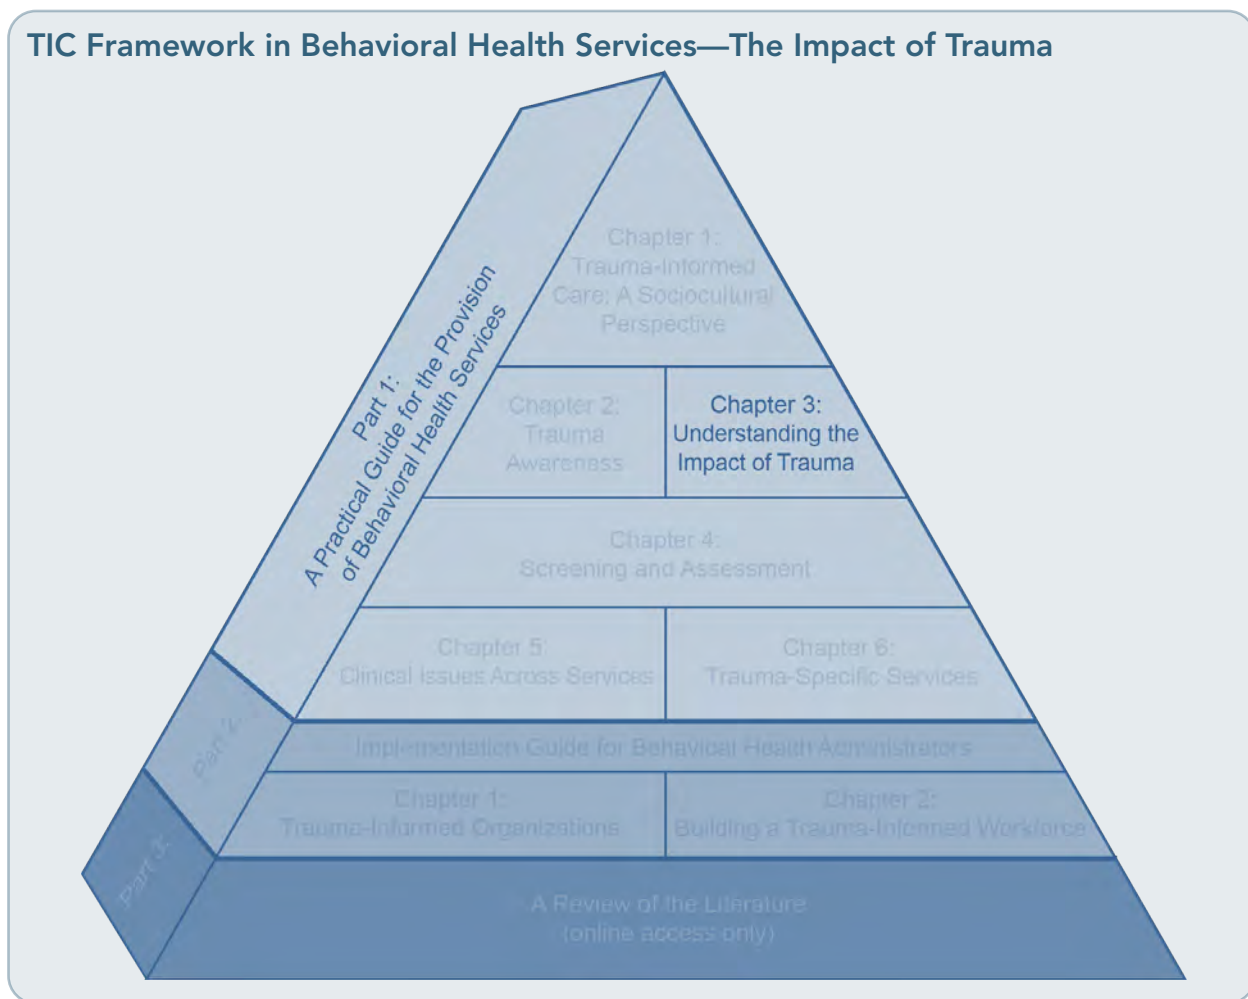 TIC Framework in Behavioral Health Services—The Impact of Trauma
Part 1:
A Practical Guide for the Provision
of Behavioral Health Services
Chapter 1:
Trauma-Informed
Care: A Sociocultural
Perspective
Chapter 2:
Trauma
Awareness
Chapter 3:
Understanding the
Impact of Trauma
Chapter 4:
Screening and Assessment
Chapter 5:
Clinical Issues Across Services
Chapter 6:
Trauma-Specific Services
Part 2:
Implementation Guide for Behavioral Health Administrators
Chapter 1:
Trauma-Informed Organizations
Chapter 2:
Building a Trauma-Informed Workforce
Part 3:
A Review of the Literature
(online access only)